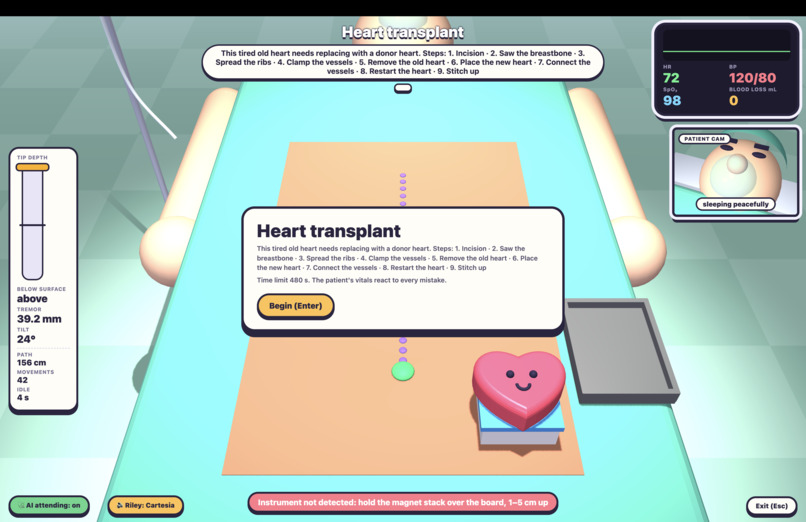 Heart transplant
This tired old heart needs replacing with a donor heart. Steps: 1. Incision · 2. Saw the breastbone · 3.
Spread the ribs · 4. Clamp the vessels · 5. Remove the old heart · 6. Place the new heart · 7. Connect the
vessels · 8. Restart the heart · 9. Stitch up
HR
72
BP
120/80
SpO₂
98
BLOOD LOSS mL
0
PATIENT CAM
sleeping peacefully
TIP DEPTH
BELOW SURFACE
above
TREMOR
39.2 mm
TILT
24°
PATH
156 cm
MOVEMENTS
42
IDLE
4 s
Heart transplant
This tired old heart needs replacing with a donor heart. Steps: 1. Incision · 2. Saw the
breastbone · 3. Spread the ribs · 4. Clamp the vessels · 5. Remove the old heart · 6. Place
the new heart · 7. Connect the vessels · 8. Restart the heart · 9. Stitch up
Time limit 480 s. The patient's vitals react to every mistake.
Begin (Enter)
AI attending: on
Riley: Cartesia
Instrument not detected: hold the magnet stack over the board, 1–5 cm up
Exit (Esc)